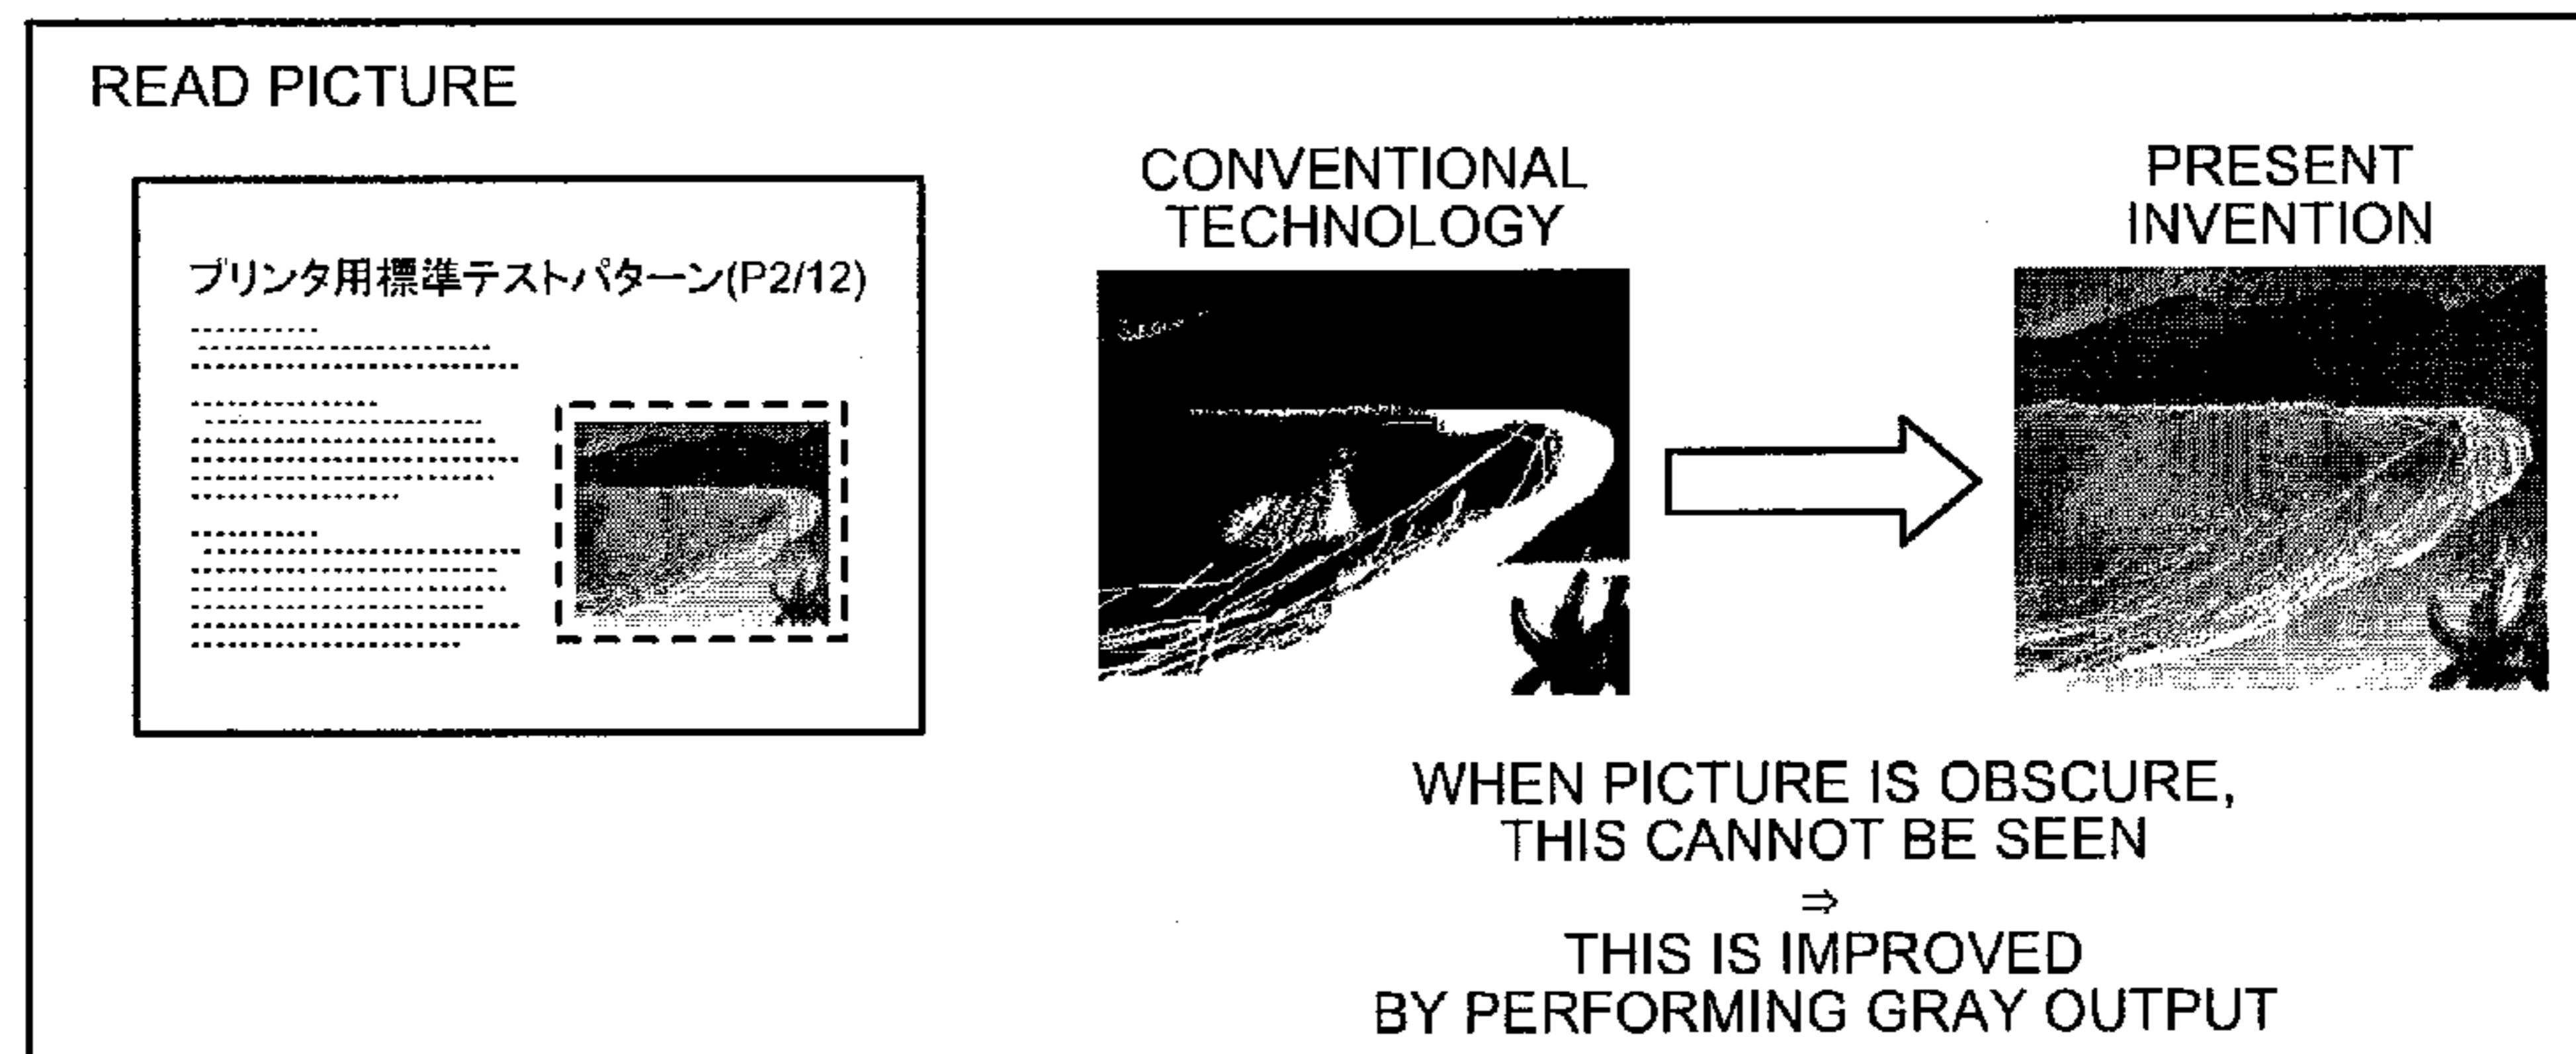 READ PICTURE
プリンタ用標準テストパターン(P2/12)
CONVENTIONAL
TECHNOLOGY
PRESENT
INVENTION
WHEN PICTURE IS OBSCURE,
THIS CANNOT BE SEEN
⇒
THIS IS IMPROVED
BY PERFORMING GRAY OUTPUT